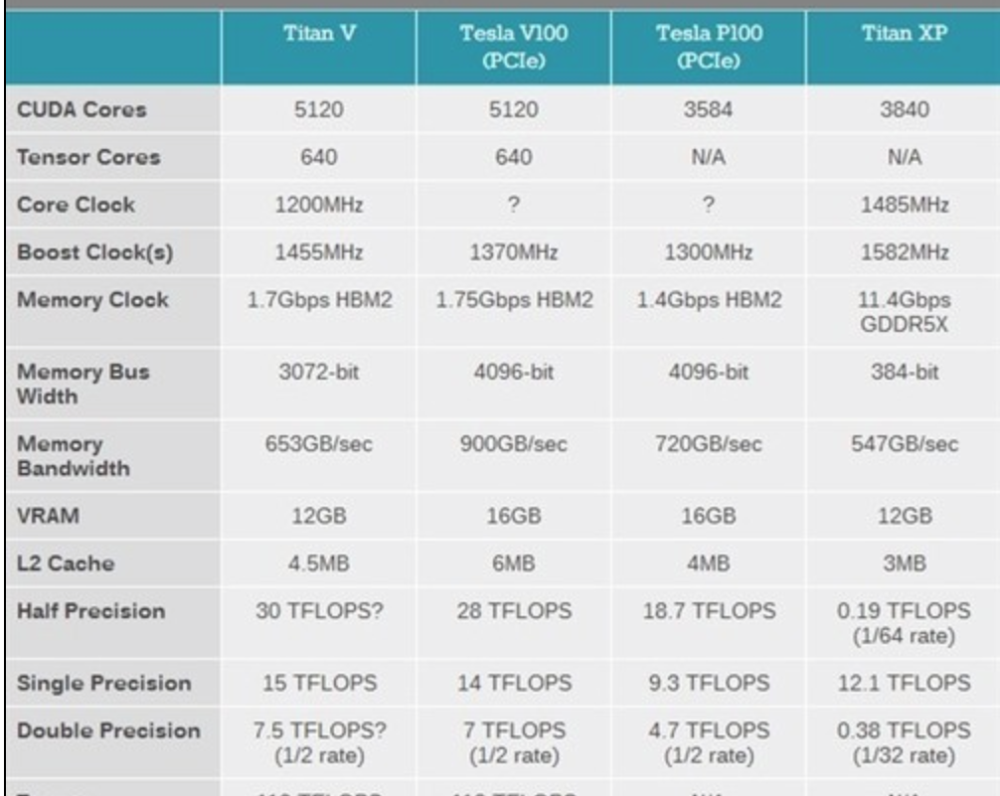 Titan V Tesla V100 Tesla P100 Titan XP
(PCIe) (PCIe)
CUDA Cores 5120 5120 3584 3840
Tensor Cores 640 640 N/A N/A
Core Clock 1200MHz ? ? 1485MHz
Boost Clock(s) 1455MHz 1370MHz 1300MHz 1582MHz
Memory Clock 1.7Gbps HBM2 1.75Gbps HBM2 1.4Gbps HBM2 11.4Gbps
GDDR5X
Memory Bus 3072-bit 4096-bit 4096-bit 384-bit
Width
Memory 653GB/sec 900GB/sec 720GB/sec 547GB/sec
Bandwidth
VRAM 12GB 16GB 16GB 12GB
L2 Cache 4.5MB 6MB 4MB 3MB
Half Precision 30 TFLOPS? 28 TFLOPS 18.7 TFLOPS 0.19 TFLOPS
(1/64 rate)
Single Precision 15 TFLOPS 14 TFLOPS 9.3 TFLOPS 12.1 TFLOPS
Double Precision 7.5 TFLOPS? 7 TFLOPS 4.7 TFLOPS 0.38 TFLOPS
(1/2 rate) (1/2 rate) (1/2 rate) (1/32 rate)